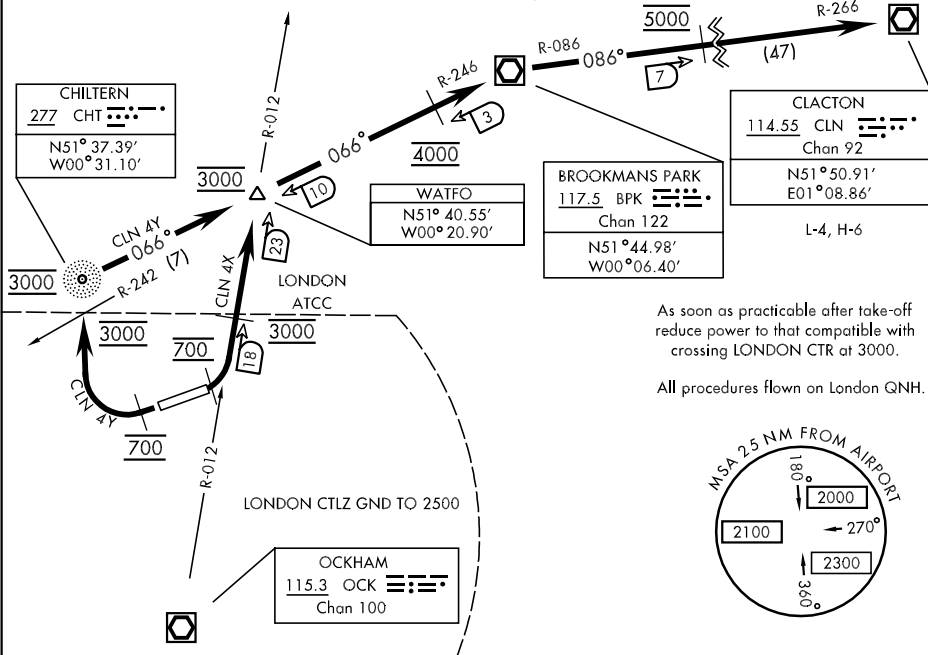 5000
R-266
R-086
086°
(47)
7
R-012
R-246
3
CHILTERN
277 CHT
N51° 37.39'
W00° 31.10'
066°
4000
3000
10
WATFO
N51° 40.55'
W00° 20.90'
BROOKMANS PARK
117.5 BPK
Chan 122
N51° 44.98'
W00° 06.40'
CLACTON
114.55 CLN
Chan 92
N51° 50.91'
E01° 08.86'
L-4, H-6
CLN 4Y
066°
(7)
R-242
3000
23
CLN 4X
LONDON
ATCC
3000
3000
18
700
CLN 4Y
700
R-012
As soon as practicable after take-off
reduce power to that compatible with
crossing LONDON CTR at 3000.
All procedures flown on London QNH.
LONDON CTLZ GND TO 2500
MSA 25 NM FROM AIRPORT
180°
2000
2100
270°
2300
360°
OCKHAM
115.3 OCK
Chan 100